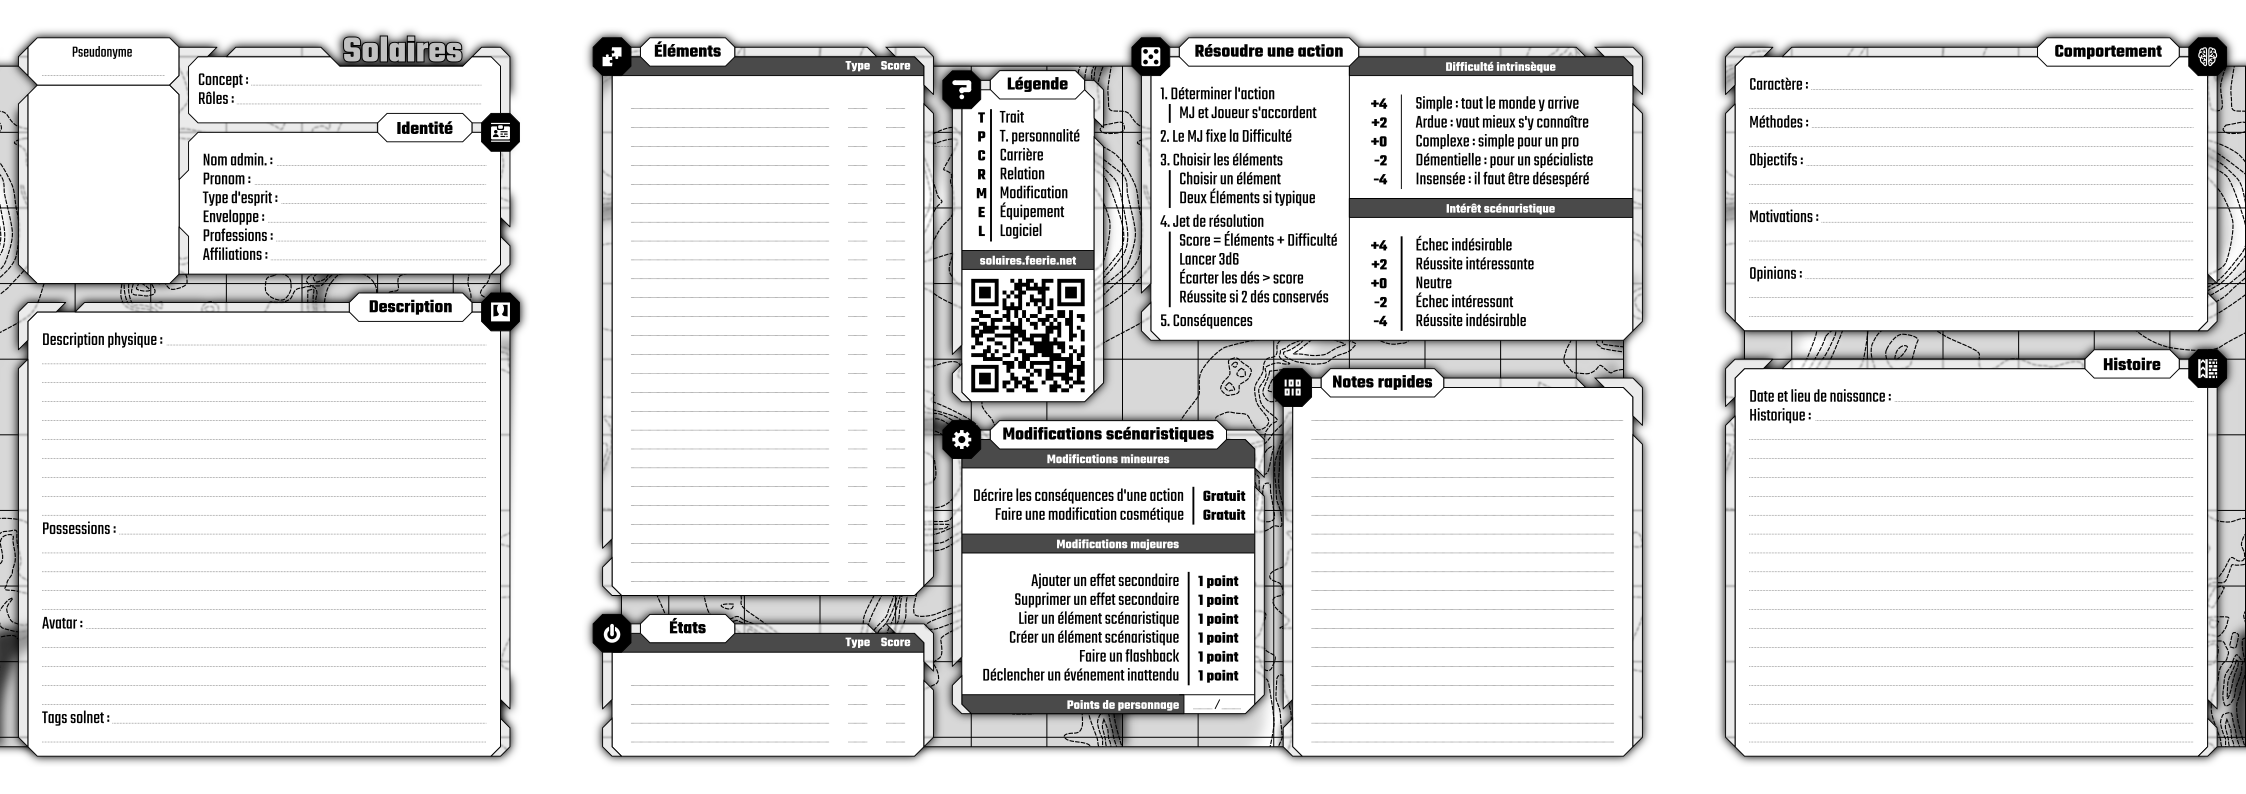 Pseudonyme
Solaires
Concept :
Rôles :
Identité
Nom admin. :
Pronom :
Type d'esprit :
Enveloppe :
Professions :
Affiliations :
Description
Description physique :
Possessions :
Avatar :
Tags solnet :
Éléments
Type Score
États
Type Score
Légende
T Trait
P T. personnalité
C Carrière
R Relation
M Modification
E Équipement
L Logiciel
solaires.feerie.net
Modifications scénaristiques
Modifications mineures
Décrire les conséquences d'une action Gratuit
Faire une modification cosmétique Gratuit
Modifications majeures
Ajouter un effet secondaire 1 point
Supprimer un effet secondaire 1 point
Lier un élément scénaristique 1 point
Créer un élément scénaristique 1 point
Faire un flashback 1 point
Déclencher un événement inattendu 1 point
Points de personnage /
Résoudre une action
1. Déterminer l'action
MJ et Joueur s'accordent
2. Le MJ fixe la Difficulté
3. Choisir les éléments
Choisir un élément
Deux Éléments si typique
4. Jet de résolution
Score = Éléments + Difficulté
Lancer 3d6
Écarter les dés > score
Réussite si 2 dés conservés
5. Conséquences
Difficulté intrinsèque
+4 Simple : tout le monde y arrive
+2 Ardue : vaut mieux s'y connaître
+0 Complexe : simple pour un pro
-2 Démentielle : pour un spécialiste
-4 Insensée : il faut être désespéré
Intérêt scénaristique
+4 Échec indésirable
+2 Réussite intéressante
+0 Neutre
-2 Échec intéressant
-4 Réussite indésirable
Notes rapides
Comportement
Caractère :
Méthodes :
Objectifs :
Motivations :
Opinions :
Histoire
Date et lieu de naissance :
Historique :